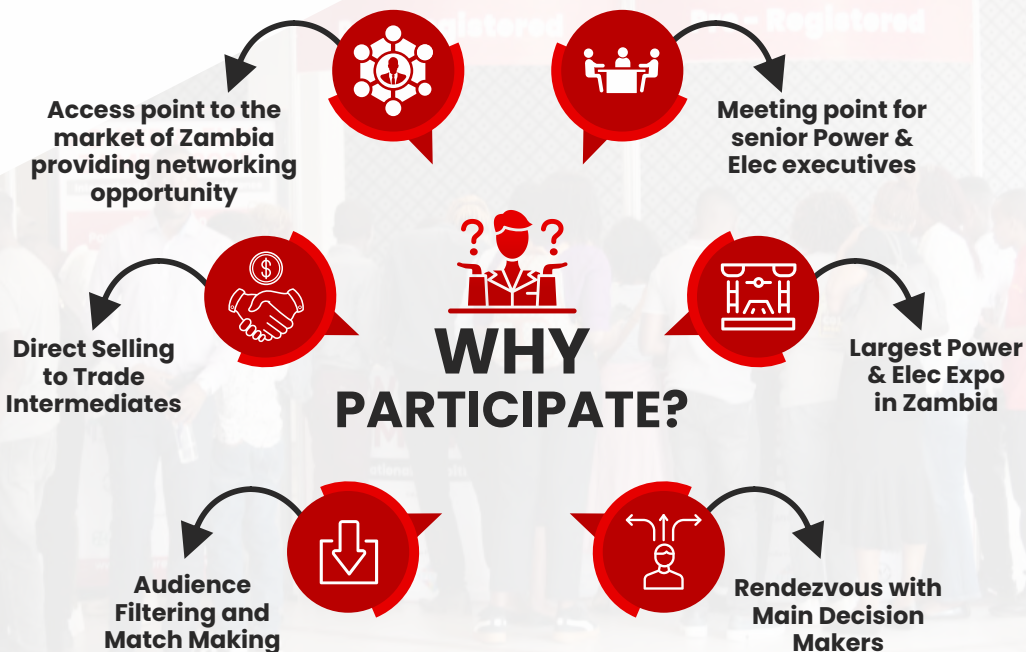 Pre - Registered
Access point to the
market of Zambia
providing networking
opportunity
Meeting point for
senior Power &
Elec executives
? ?
$
WHY
PARTICIPATE?
Direct Selling
to Trade
Intermediates
Largest Power
& Elec Expo
in Zambia
Audience
Filtering and
Match Making
Rendezvous with
Main Decision
Makers